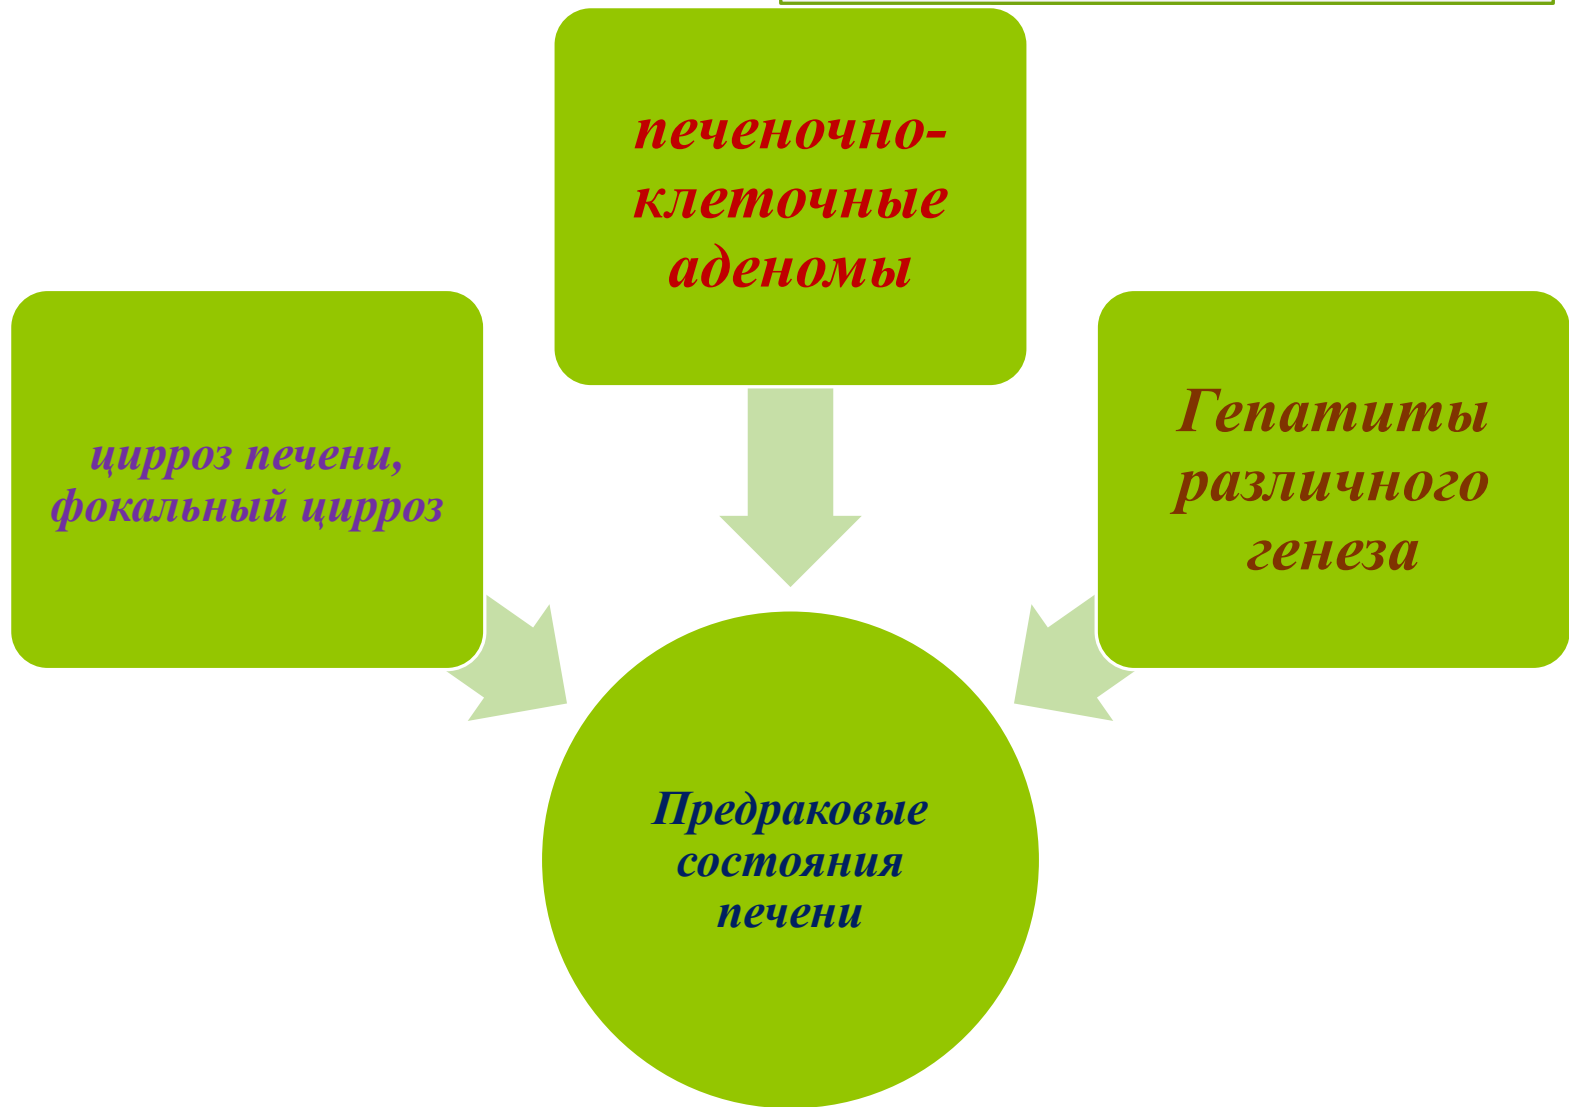 печеночно-
клеточные
аденомы
цирроз печени,
фокальный цирроз
Гепатиты
различного
генеза
Предраковые
состояния
печени